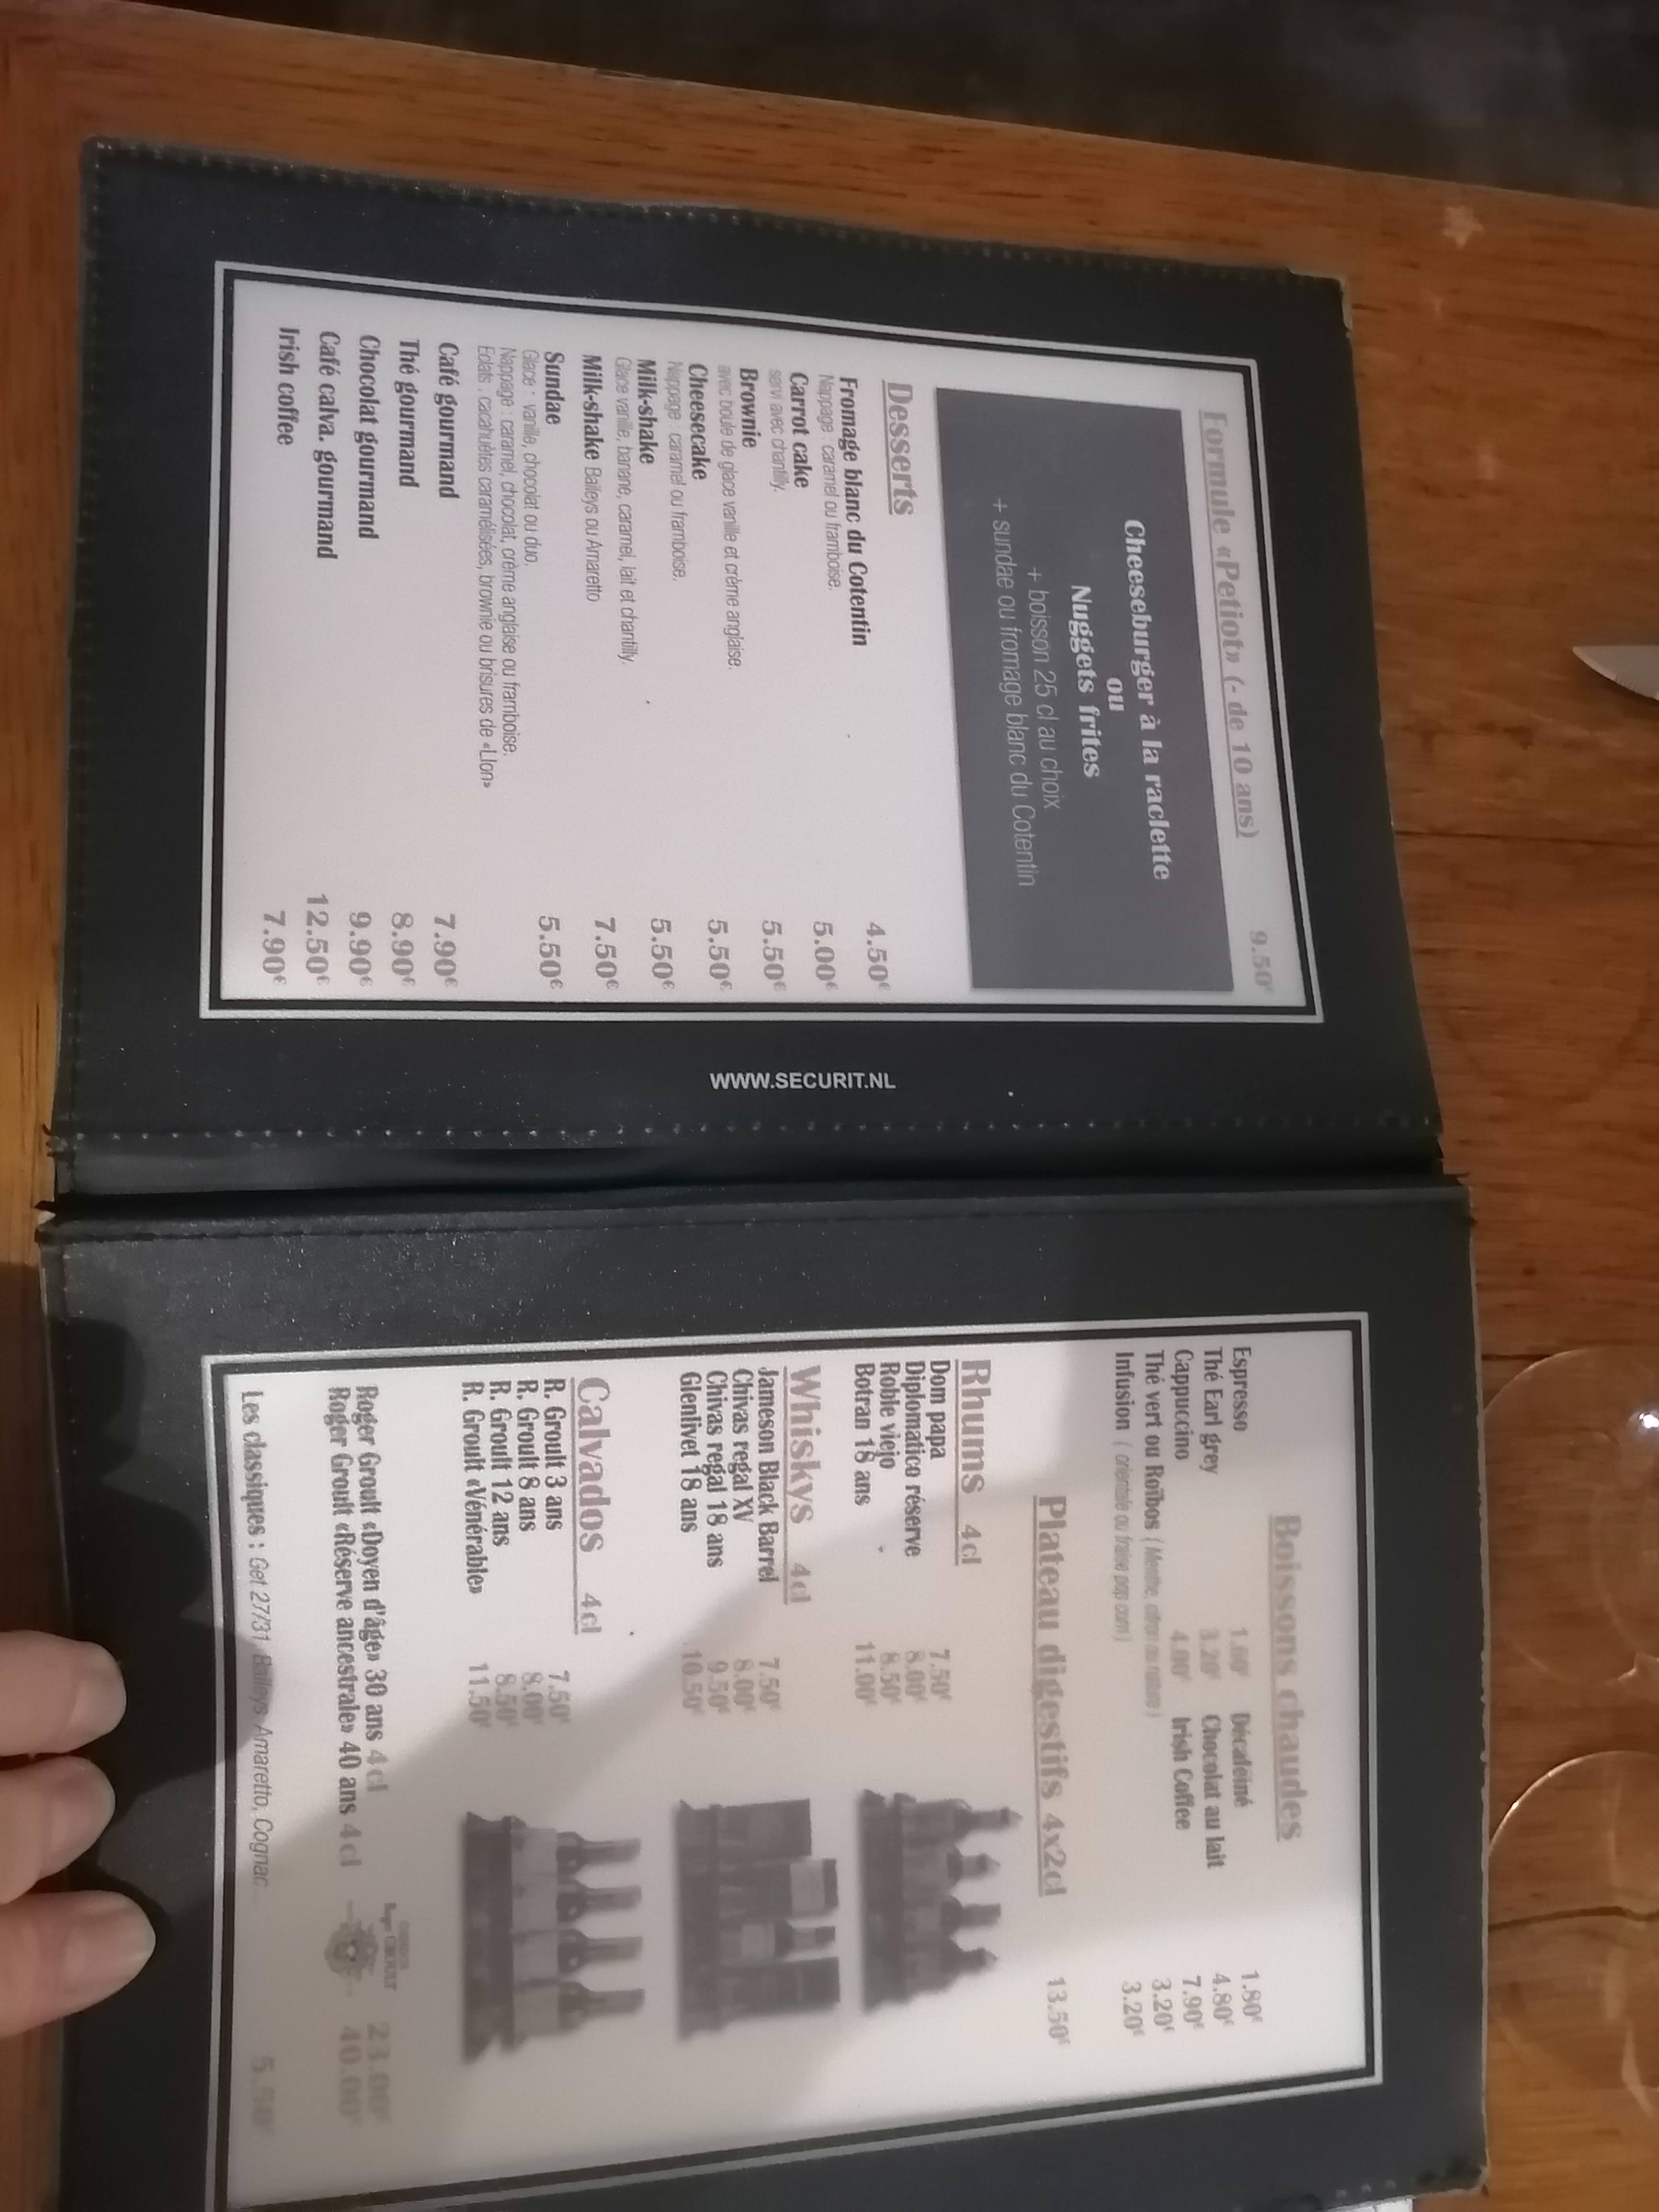 Formule «Petiot» (- de 10 ans) 9.50€
Cheeseburger à la raclette
ou
Nuggets frites
+ boisson 25 cl au choix
+ sundae ou fromage blanc du Cotentin
Desserts
Fromage blanc du Cotentin 4.50€
Nappage : caramel ou framboise.
Carrot cake 5.00€
servi avec chantilly.
Brownie 5.50€
avec boule de glace vanille et crème anglaise.
Cheesecake 5.50€
Nappage : caramel ou framboise.
Milk-shake 5.50€
Glace vanille, banane, caramel, lait et chantilly.
Milk-shake Baileys ou Amaretto 7.50€
Sundae 5.50€
Glace : vanille, chocolat ou duo.
Nappage : caramel, chocolat, crème anglaise ou framboise.
Eclats : cacahuètes caramélisées, brownie ou brisures de «LIon»
Café gourmand 7.90€
Thé gourmand 8.90€
Chocolat gourmand 9.90€
Café calva. gourmand 12.50€
Irish coffee 7.90€
WWW.SECURIT.NL
Boissons chaudes
Espresso 1.60€ Décaféiné 1.80€
Thé Earl grey 3.20€ Chocolat au lait 4.80€
Cappuccino 4.00€ Irish Coffee 7.90€
Thé vert ou Roïbos ( Menthe, citron ou nature ) 3.20€
Infusion ( orientale ou fraise pop corn ) 3.20€
Plateau digestifs 4x2cl 13.50€
Rhums 4cl
Dom papa 7.50€
Diplomatico réserve 8.00€
Roble viejo 8.50€
Botran 18 ans 11.00€
Whiskys 4cl
Jameson Black Barrel 7.50€
Chivas regal XV 8.00€
Chivas regal 18 ans 9.50€
Glenlivet 18 ans 10.50€
Calvados 4cl
R. Groult 3 ans 7.50€
R. Groult 8 ans 8.00€
R. Groult 12 ans 8.50€
R. Groult «Vénérable» 11.50€
Roger GROULT
Roger Groult «Doyen d'âge» 30 ans 4cl 23.00€
Roger Groult «Réserve ancestrale» 40 ans 4cl 40.00€
Les classiques : Get 27/31, Baileys, Amaretto, Cognac... 5.50€